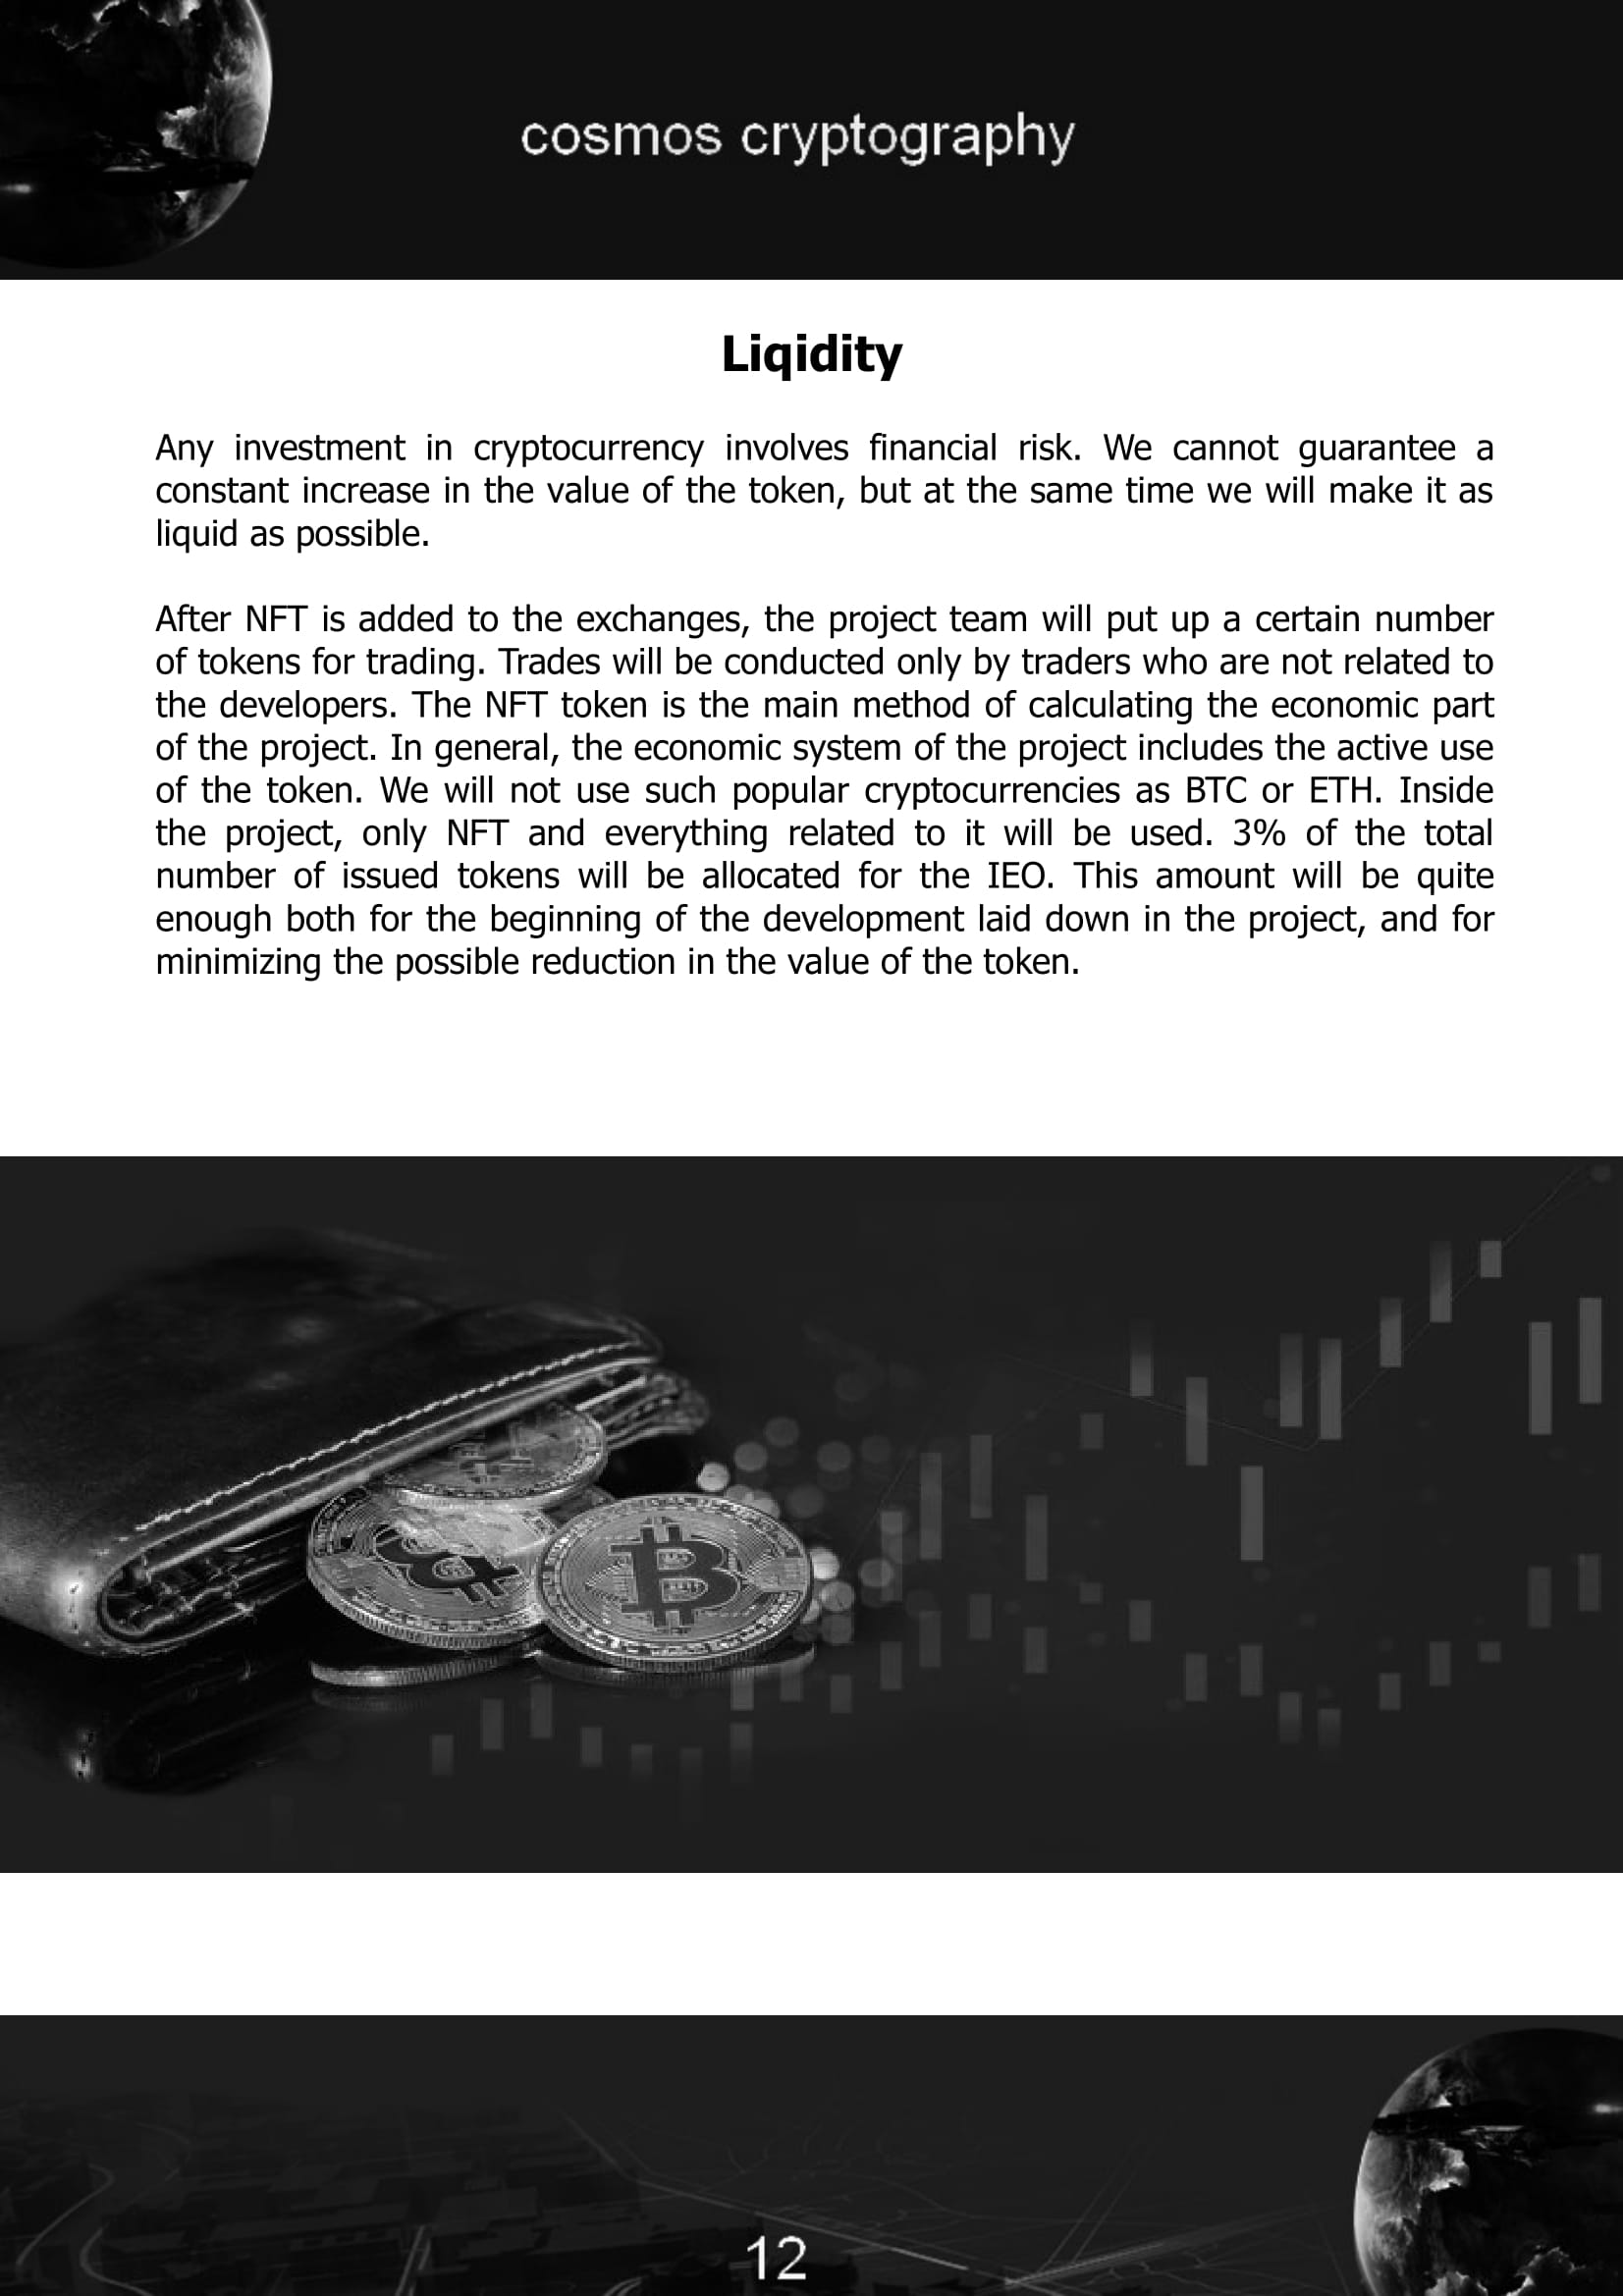 cosmos cryptography
Liqidity
Any investment in cryptocurrency involves financial risk. We cannot guarantee a
constant increase in the value of the token, but at the same time we will make it as
liquid as possible.
After NFT is added to the exchanges, the project team will put up a certain number
of tokens for trading. Trades will be conducted only by traders who are not related to
the developers. The NFT token is the main method of calculating the economic part
of the project. In general, the economic system of the project includes the active use
of the token. We will not use such popular cryptocurrencies as BTC or ETH. Inside
the project, only NFT and everything related to it will be used. 3% of the total
number of issued tokens will be allocated for the IEO. This amount will be quite
enough both for the beginning of the development laid down in the project, and for
minimizing the possible reduction in the value of the token.
12